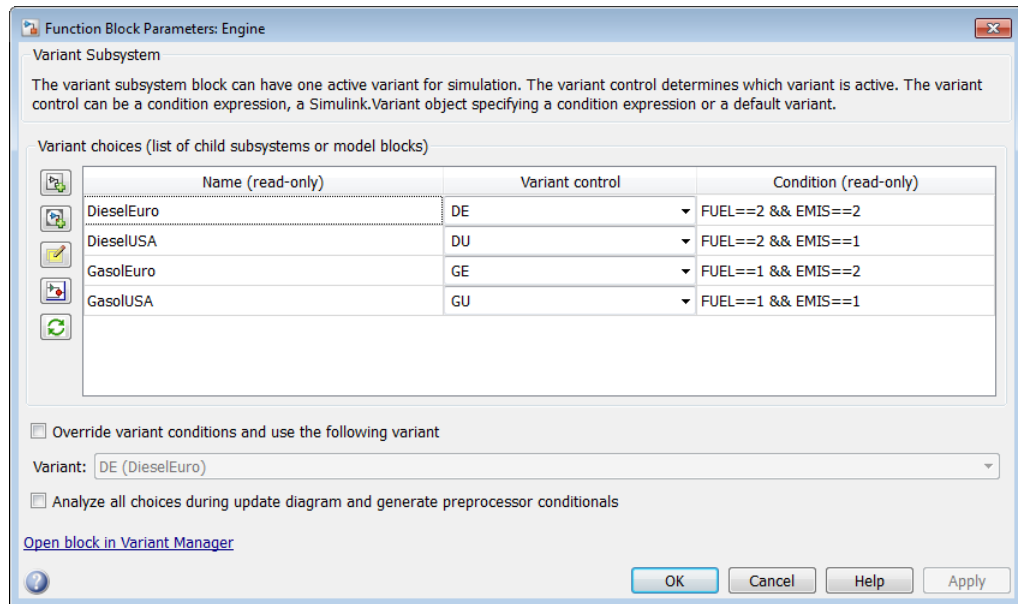 Function Block Parameters: Engine
Variant Subsystem
The variant subsystem block can have one active variant for simulation. The variant control determines which variant is active. The variant
control can be a condition expression, a Simulink.Variant object specifying a condition expression or a default variant.
Variant choices (list of child subsystems or model blocks)
Name (read-only) Variant control Condition (read-only)
DieselEuro DE FUEL==2 && EMIS==2
DieselUSA DU FUEL==2 && EMIS==1
GasolEuro GE FUEL==1 && EMIS==2
GasolUSA GU FUEL==1 && EMIS==1
Override variant conditions and use the following variant
Variant: DE (DieselEuro)
Analyze all choices during update diagram and generate preprocessor conditionals
Open block in Variant Manager
OK Cancel Help Apply